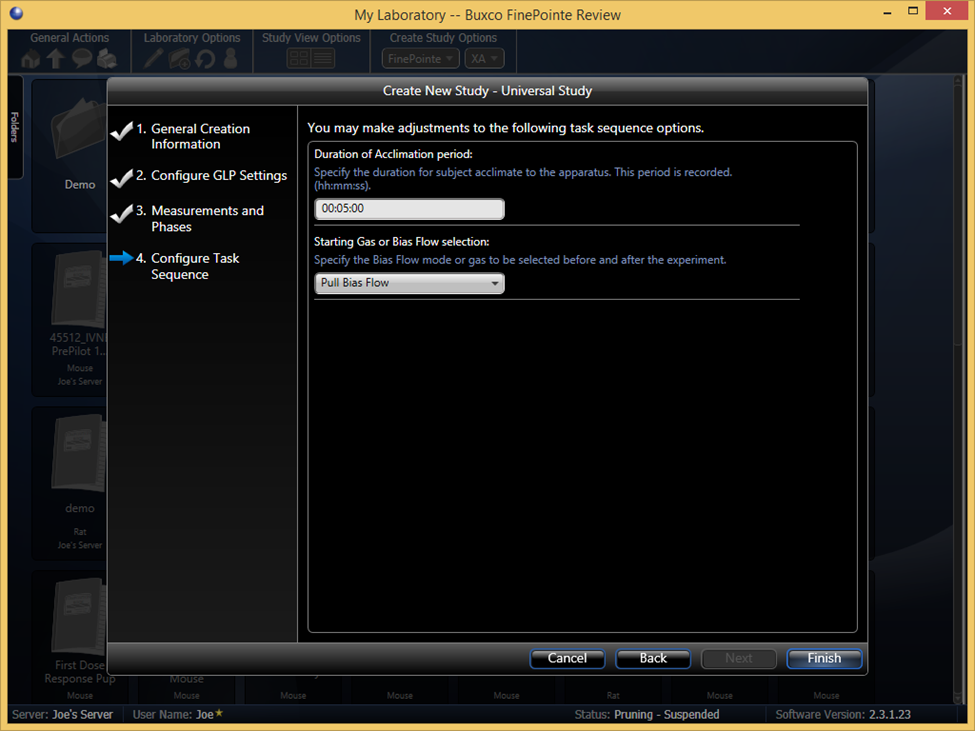 My Laboratory -- Buxco FinePointe Review
General Actions
Laboratory Options
Study View Options
Create Study Options
FinePointe
XA
Folders
Create New Study - Universal Study
1. General Creation
Information
2. Configure GLP Settings
3. Measurements and
Phases
4. Configure Task
Sequence
You may make adjustments to the following task sequence options.
Duration of Acclimation period:
Specify the duration for subject acclimate to the apparatus. This period is recorded.
(hh:mm:ss).
00:05:00
Starting Gas or Bias Flow selection:
Specify the Bias Flow mode or gas to be selected before and after the experiment.
Pull Bias Flow
Cancel
Back
Next
Finish
Demo
45512_IVNI
PrePilot 1...
Mouse
Joe's Server
demo
Rat
Joe's Server
First Dose
Response Pup
Mouse
Mouse
Mouse
Mouse
Mouse
Mouse
Rat
Mouse
Mouse
Server: Joe's Server
User Name: Joe★
Status: Pruning - Suspended
Software Version: 2.3.1.23